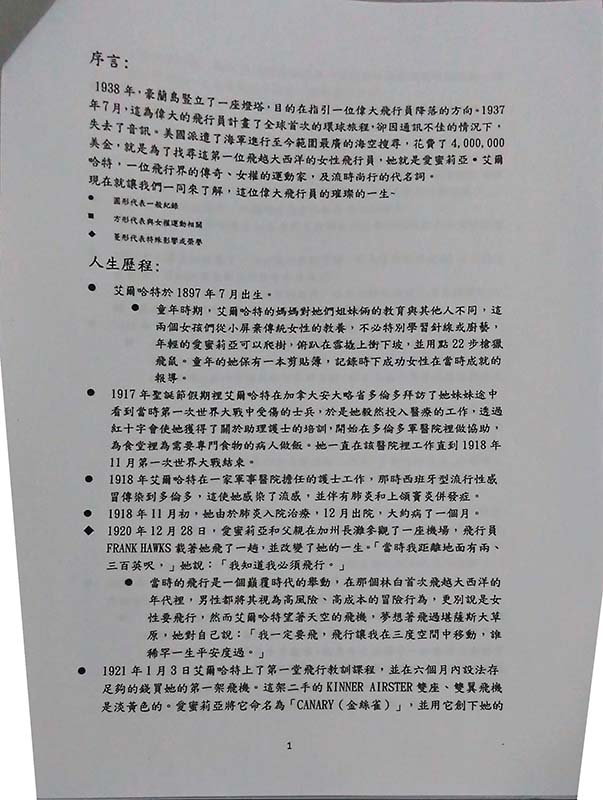 序言：
1938 年，豪蘭島豎立了一座燈塔，目的在指引一位偉大飛行員降落的方向。1937
年7月，這為偉大的飛行員計畫了全球首次的環球旅程，卻因通訊不佳的情況下，
失去了音訊。美國派遣了海軍進行至今範圍最廣的海空搜尋，花費了 4,000,000
美金，就是為了找尋這第一位飛越大西洋的女性飛行員，她就是愛蜜莉亞·艾爾
哈特，一位飛行界的傳奇、女權的運動家，及流時尚行的代名詞。
現在就讓我們一同來了解，這位偉大飛行員的璀璨的一生~
● 圓形代表一般紀錄
■ 方形代表與女權運動相關
◆ 菱形代表特殊影響或榮譽
人生歷程：
● 艾爾哈特於 1897 年 7 月出生。
● 童年時期，艾爾哈特的媽媽對她們姐妹倆的教育與其他人不同，這
兩個女孩們從小屏棄傳統女性的教養，不必特別學習針線或廚藝，
年輕的愛蜜莉亞可以爬樹，俯趴在雪撬上衝下坡，並用點 22 步槍獵
飛鼠。童年的她保有一本剪貼簿，記錄時下成功女性在當時成就的
報導。
● 1917 年聖誕節假期裡艾爾哈特在加拿大安大略省多倫多拜訪了她妹妹途中
看到當時第一次世界大戰中受傷的士兵，於是她毅然投入醫療的工作，透過
紅十字會使她獲得了關於助理護士的培訓，開始在多倫多軍醫院裡做協助，
為食堂裡為需要專門食物的病人做飯。她一直在該醫院裡工作直到 1918 年
11 月第一次世界大戰結束。
● 1918 年艾爾哈特在一家軍事醫院擔任的護士工作，那時西班牙型流行性感
冒傳染到多倫多，這使她感染了流感，並伴有肺炎和上頜竇炎併發症。
● 1918 年 11 月初，她由於肺炎入院治療，12 月出院，大約病了一個月。
◆ 1920 年 12 月 28 日，愛蜜莉亞和父親在加州長灘參觀了一座機場，飛行員
FRANK HAWKS 載著她飛了一趟，並改變了她的一生。「當時我距離地面有兩、
三百英呎，」她說：「我知道我必須飛行。」
● 當時的飛行是一個巔覆時代的舉動，在那個林白首次飛越大西洋的
年代裡，男性都將其視為高風險、高成本的冒險行為，更別說是女
性要飛行，然而艾爾哈特望著天空的飛機，夢想著飛過堪薩斯大草
原，她對自己說：「我一定要飛，飛行讓我在三度空間中移動，誰
稀罕一生平安度過。」
● 1921 年 1 月 3 日艾爾哈特上了第一堂飛行教訓課程，並在六個月內設法存
足夠的錢買她的第一架飛機。這架二手的 KINNER AIRSTER 雙座、雙翼飛機
是淡黃色的。愛蜜莉亞將它命名為「CANARY（金絲雀）」，並用它創下她的
1